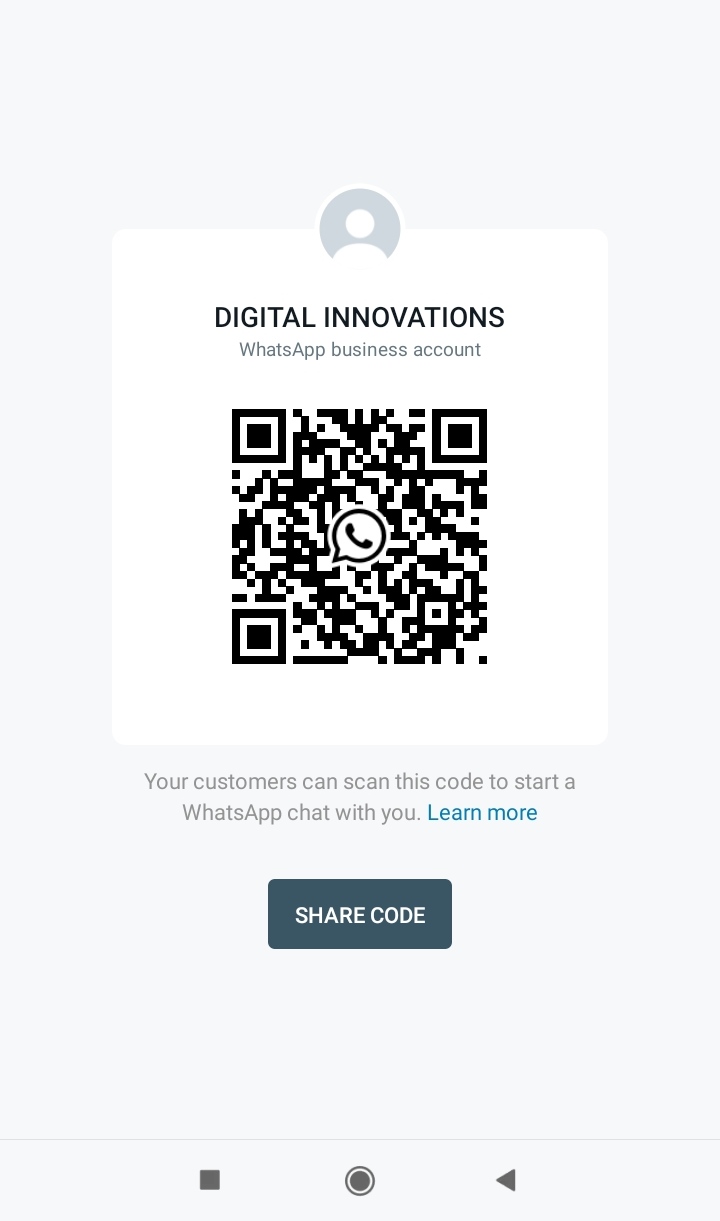 DIGITAL INNOVATIONS
WhatsApp business account
Your customers can scan this code to start a
WhatsApp chat with you. Learn more
SHARE CODE